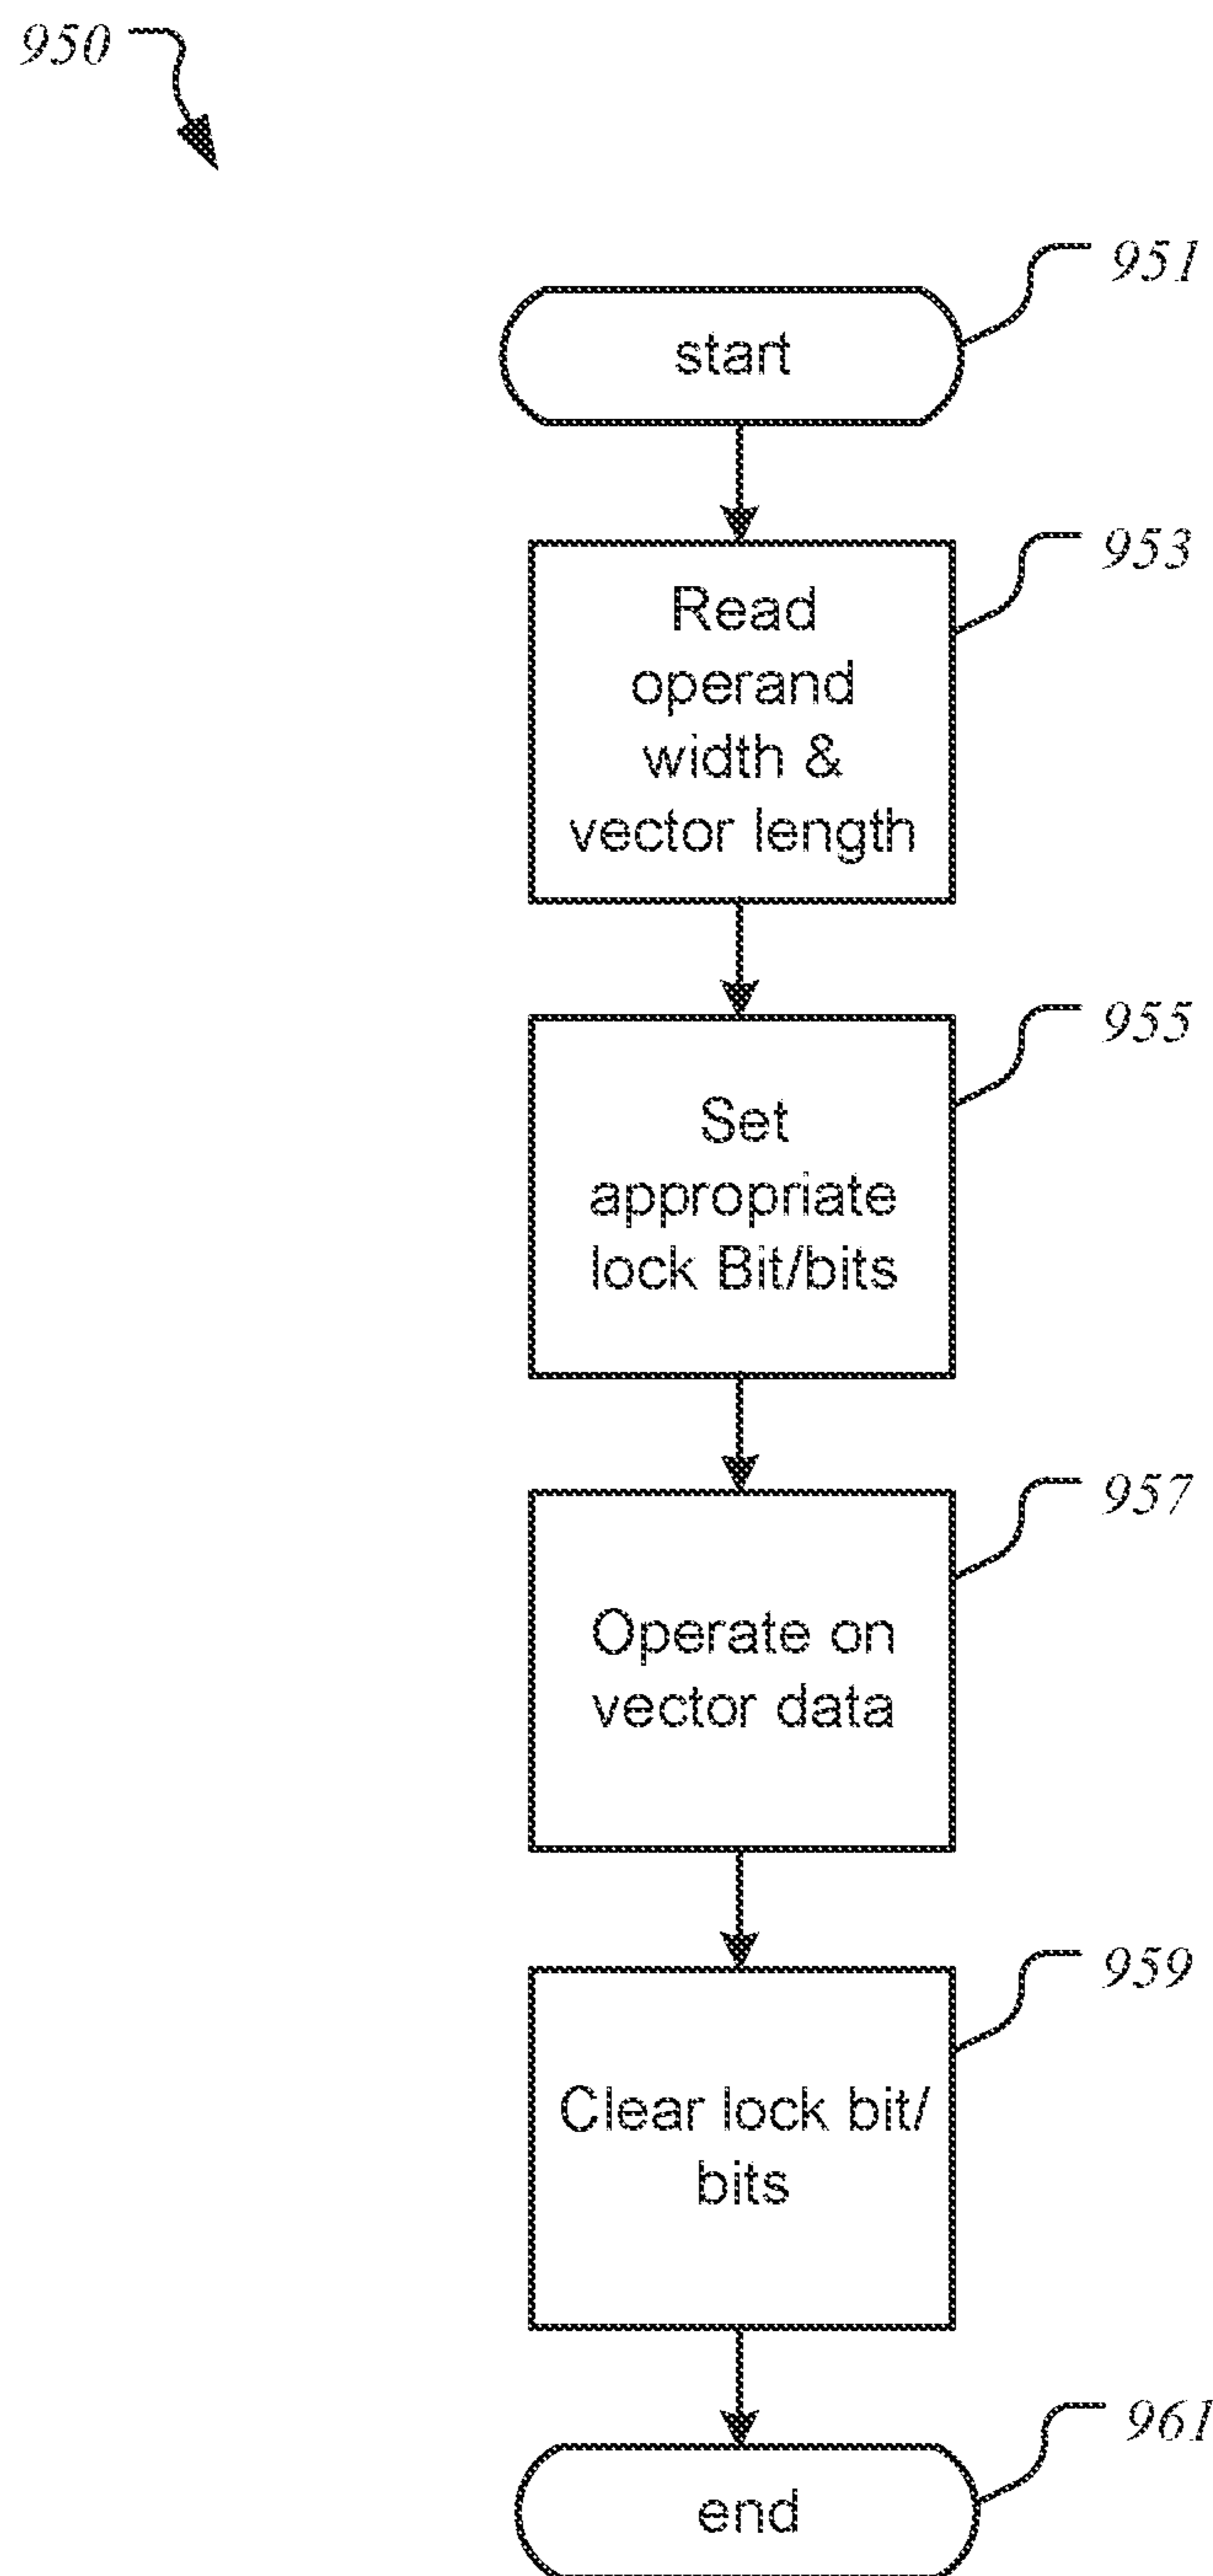 950
951
start
953
Read
operand
width &
vector length
955
Set
appropriate
lock Bit/bits
957
Operate on
vector data
959
Clear lock bit/
bits
961
end